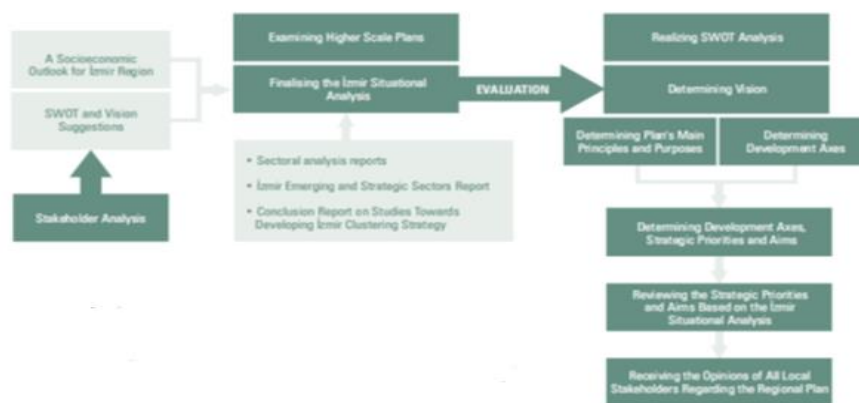 A Socioeconomic
Outlook for İzmir Region
SWOT and Vision
Suggestions
Stakeholder Analysis
Examining Higher Scale Plans
Finalising the İzmir Situational
Analysis
• Sectoral analysis reports
• İzmir Emerging and Strategic Sectors Report
• Conclusion Report on Studies Towards
Developing İzmir Clustering Strategy
EVALUATION
Realizing SWOT Analysis
Determining Vision
Determining Plan's Main
Principles and Purposes
Determining
Development Axes
Determining Development Axes,
Strategic Priorities and Aims
Reviewing the Strategic Priorities
and Aims Based on the İzmir
Situational Analysis
Receiving the Opinions of All Local
Stakeholders Regarding the Regional Plan